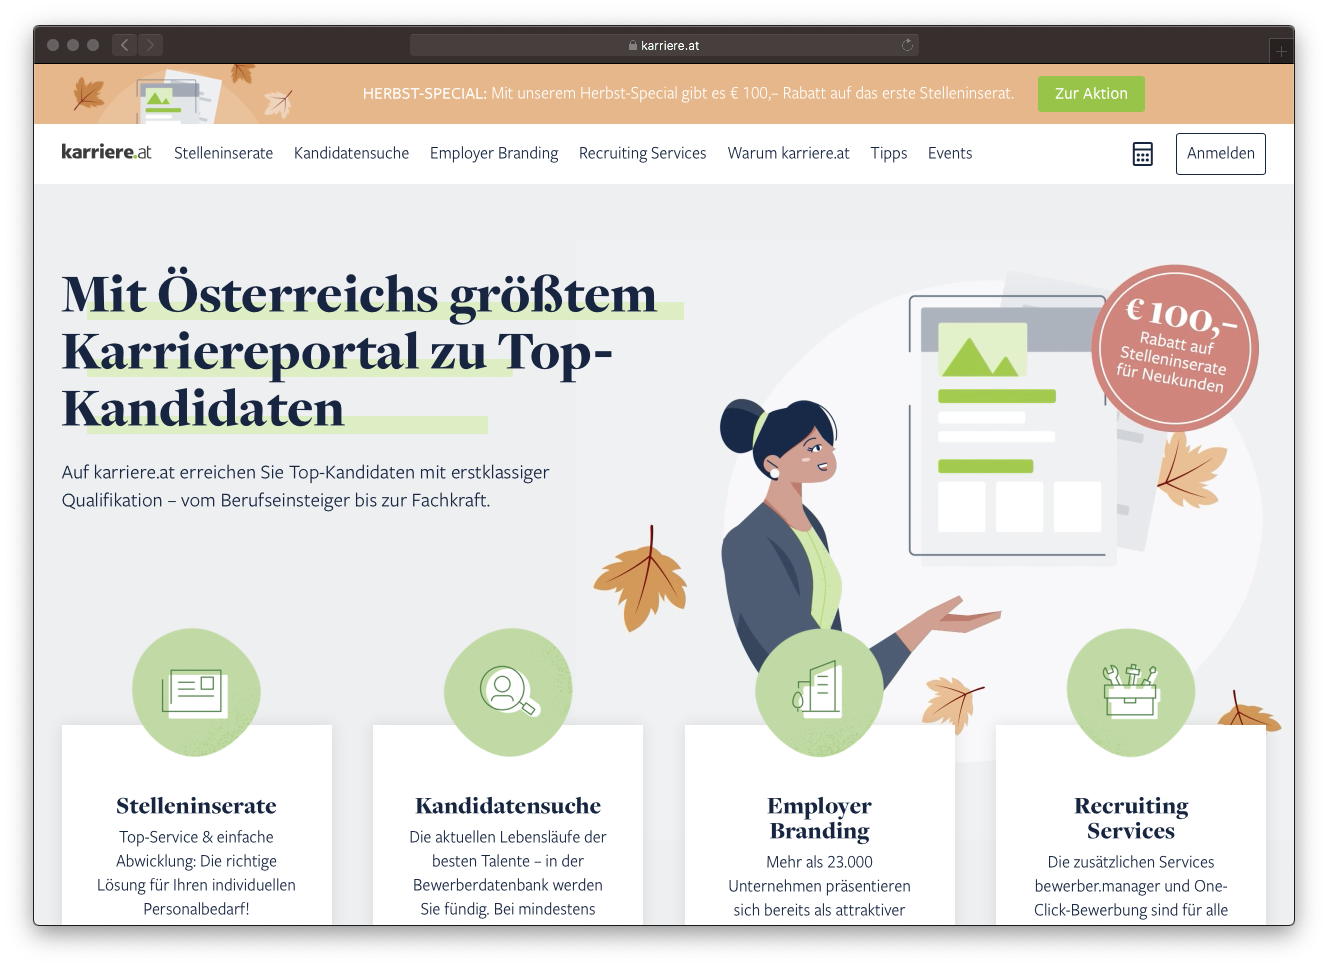 karriere.at
HERBST-SPECIAL: Mit unserem Herbst-Special gibt es € 100,– Rabatt auf das erste Stelleninserat.
Zur Aktion
karriere.at
Stelleninserate
Kandidatensuche
Employer Branding
Recruiting Services
Warum karriere.at
Tipps
Events
Anmelden
Mit Österreichs größtem
Karriereportal zu Top-
Kandidaten
Auf karriere.at erreichen Sie Top-Kandidaten mit erstklassiger
Qualifikation – vom Berufseinsteiger bis zur Fachkraft.
€ 100,–
Rabatt auf
Stelleninserate
für Neukunden
Stelleninserate
Top-Service & einfache
Abwicklung: Die richtige
Lösung für Ihren individuellen
Personalbedarf!
Kandidatensuche
Die aktuellen Lebensläufe der
besten Talente – in der
Bewerberdatenbank werden
Sie fündig. Bei mindestens
Employer
Branding
Mehr als 23.000
Unternehmen präsentieren
sich bereits als attraktiver
Recruiting
Services
Die zusätzlichen Services
bewerber.manager und One-
Click-Bewerbung sind für alle